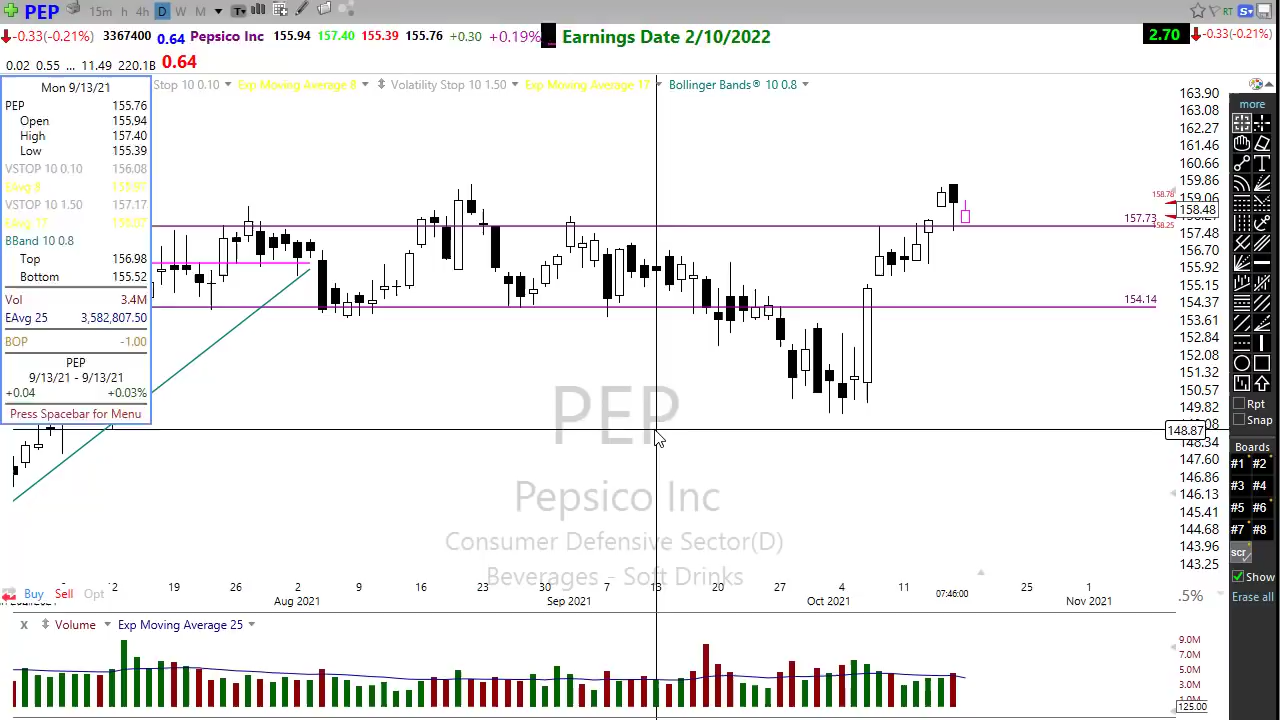 PEP 15m h 4h D W M T RT S
-0.33(-0.21%) 3367400 0.64 Pepsico Inc 155.94 157.40 155.39 155.76 +0.30 +0.19% Earnings Date 2/10/2022 2.70 -0.33(-0.21%)
0.02 0.55 ... 11.49 220.1B 0.64
Mon 9/13/21
PEP 155.76
Open 155.94
High 157.40
Low 155.39
VSTOP 10 0.10 156.08
EAvg 8
VSTOP 10 1.50 157.17
EAvg 17
BBand 10 0.8
Top 156.98
Bottom 155.52
Vol 3.4M
EAvg 25 3,582,807.50
BOP -1.00
PEP
9/13/21 - 9/13/21
+0.04 +0.03%
Press Spacebar for Menu
Stop 10 0.10 Exp Moving Average 8 Volatility Stop 10 1.50 Exp Moving Average 17 Bollinger Bands® 10 0.8
163.90
163.08
162.27
161.46
160.66
159.86
159.06
158.78
158.48
158.25
157.73
157.48
156.70
155.92
155.15
154.14
154.37
153.61
152.84
152.08
151.32
150.57
149.82
148.87
148.34
147.60
146.86
146.13
145.41
144.68
143.96
143.25
PEP
Pepsico Inc
Consumer Defensive Sector(D)
Beverages - Soft Drinks
12 19 26 2 9 16 23 30 7 20 27 4 11 07:46:00 25 1
Aug 2021 Sep 2021 Oct 2021 Nov 2021
Buy Sell Opt
.5%
x Volume Exp Moving Average 25
9.0M
7.0M
5.0M
3.0M
125.00
more
Rpt
Snap
Boards
#1 #2
#3 #4
#5 #6
#7 #8
scr
Show
Erase all